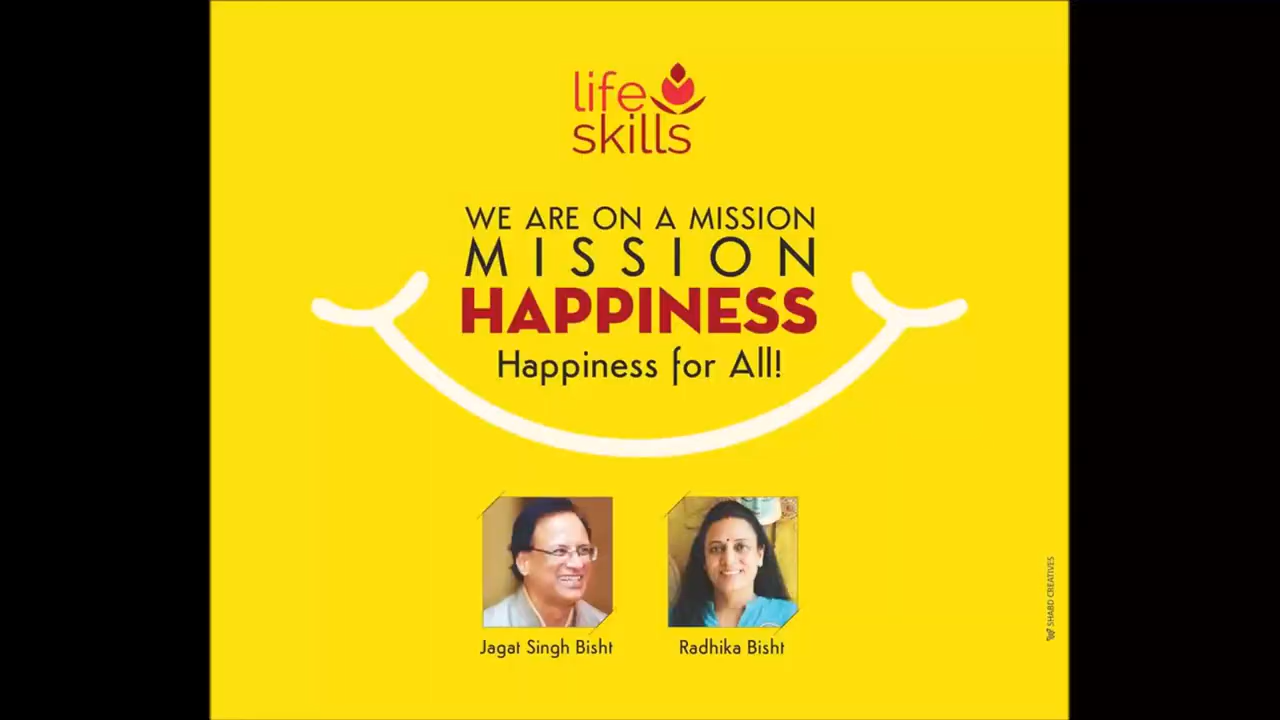 life
skills
WE ARE ON A MISSION
MISSION
HAPPINESS
Happiness for All!
Jagat Singh Bisht
Radhika Bisht
SHABD CREATIVES